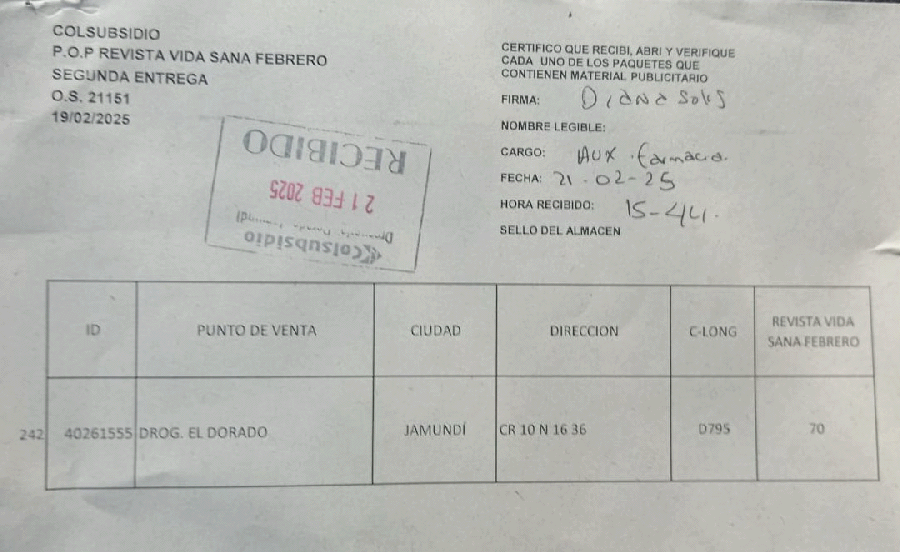 COLSUBSIDIO
P.O.P REVISTA VIDA SANA FEBRERO
SEGUNDA ENTREGA
O.S. 21151
19/02/2025
CERTIFICO QUE RECIBI, ABRI Y VERIFIQUE
CADA UNO DE LOS PAQUETES QUE
CONTIENEN MATERIAL PUBLICITARIO
FIRMA: Diana Solis
NOMBRE LEGIBLE:
CARGO: Aux. farmacia.
FECHA: 21-02-25
HORA RECIBIDO: 15-44.
SELLO DEL ALMACEN
Colsubsidio
21 FEB 2025
RECIBIDO
ID PUNTO DE VENTA CIUDAD DIRECCION C-LONG REVISTA VIDA
SANA FEBRERO
242 40261555 DROG. EL DORADO JAMUNDÍ CR 10 N 16 36 D795 70